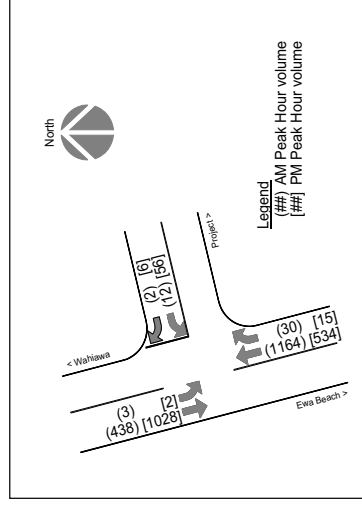 North
< Wahiawa
(2) [6]
(12) [56]
Project >
(3) [2]
(438) [1028]
(30) [15]
(1164) [534]
Ewa Beach >
Legend
(##) AM Peak Hour volume
[##] PM Peak Hour volume